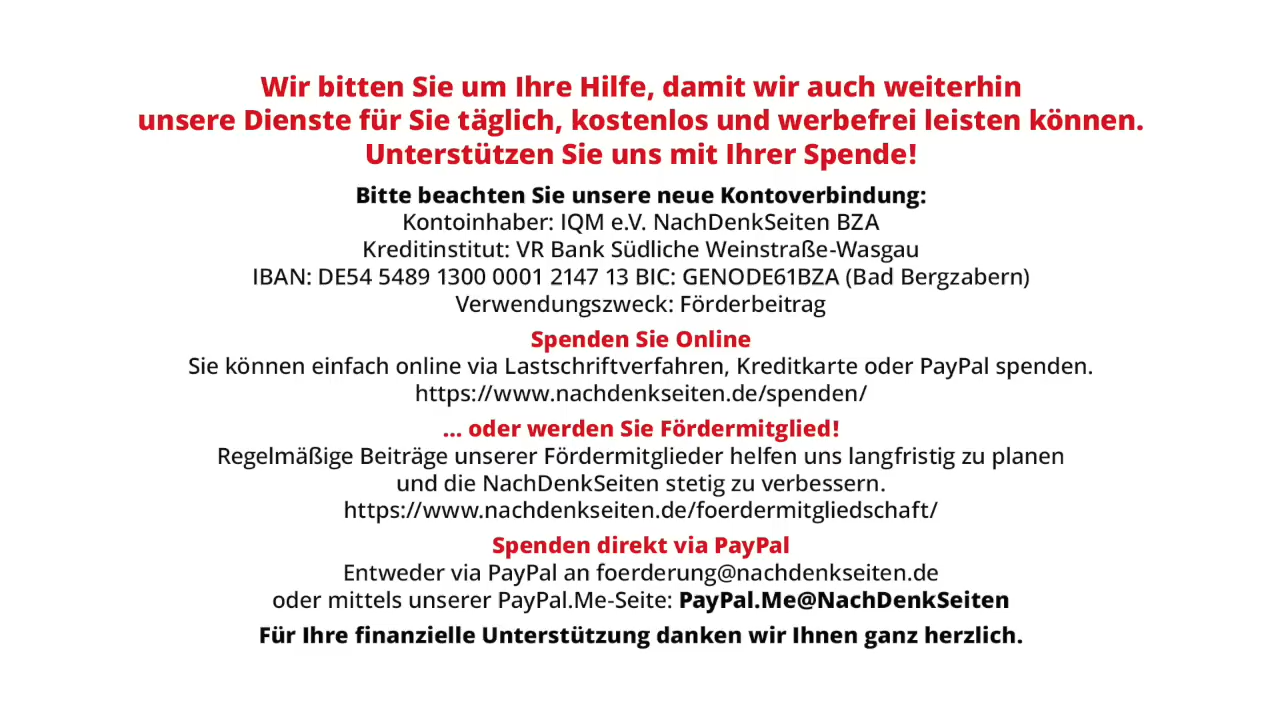 Wir bitten Sie um Ihre Hilfe, damit wir auch weiterhin
unsere Dienste für Sie täglich, kostenlos und werbefrei leisten können.
Unterstützen Sie uns mit Ihrer Spende!
Bitte beachten Sie unsere neue Kontoverbindung:
Kontoinhaber: IQM e.V. NachDenkSeiten BZA
Kreditinstitut: VR Bank Südliche Weinstraße-Wasgau
IBAN: DE54 5489 1300 0001 2147 13 BIC: GENODE61BZA (Bad Bergzabern)
Verwendungszweck: Förderbeitrag
Spenden Sie Online
Sie können einfach online via Lastschriftverfahren, Kreditkarte oder PayPal spenden.
https://www.nachdenkseiten.de/spenden/
... oder werden Sie Fördermitglied!
Regelmäßige Beiträge unserer Fördermitglieder helfen uns langfristig zu planen
und die NachDenkSeiten stetig zu verbessern.
https://www.nachdenkseiten.de/foerdermitgliedschaft/
Spenden direkt via PayPal
Entweder via PayPal an foerderung@nachdenkseiten.de
oder mittels unserer PayPal.Me-Seite: PayPal.Me@NachDenkSeiten
Für Ihre finanzielle Unterstützung danken wir Ihnen ganz herzlich.